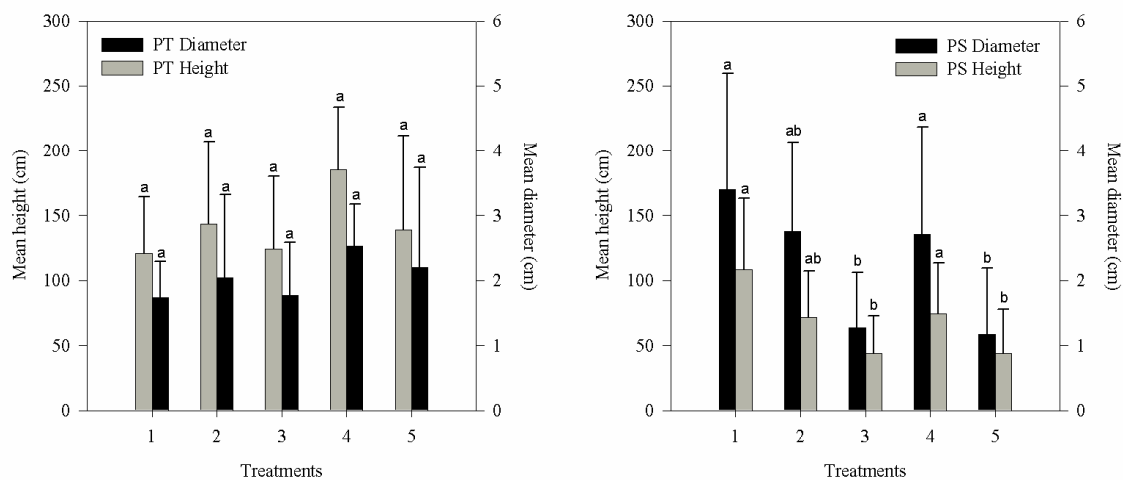 300
250
200
150
100
50
0
Mean height (cm)
6
5
4
3
2
1
0
Mean diameter (cm)
PT Diameter
PT Height
a
a
a
a
a
a
a
a
a
a
1 2 3 4 5
Treatments
300
250
200
150
100
50
0
Mean height (cm)
6
5
4
3
2
1
0
Mean diameter
(cm)
PS Diameter
PS Height
a
a
ab
ab
b
b
a
a
b
b
1 2 3 4 5
Treatments